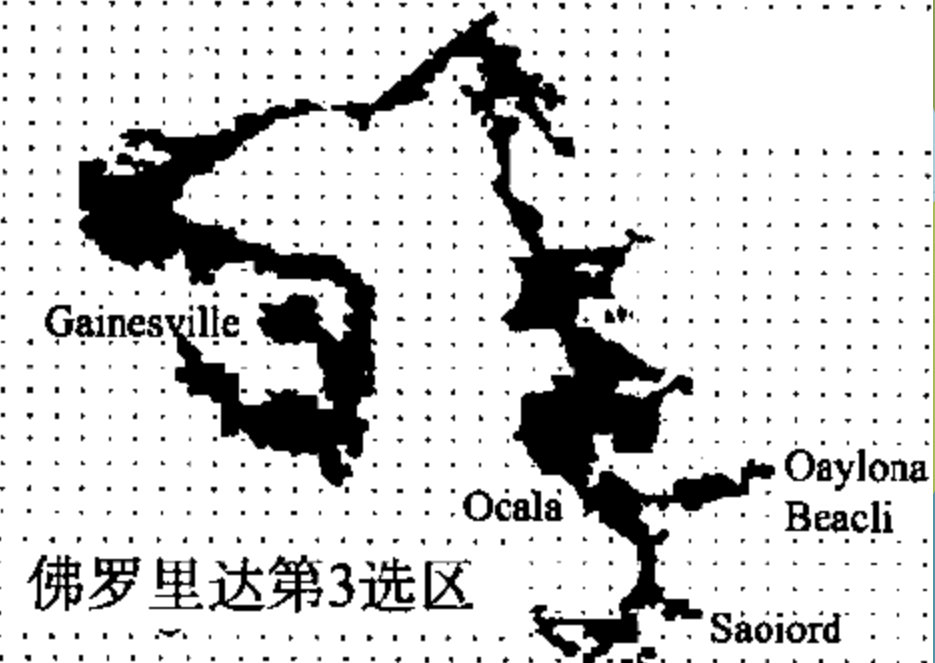 Gainesville
Oaylona
Ocala
Beacli
佛罗里达第3选区
Saoiord